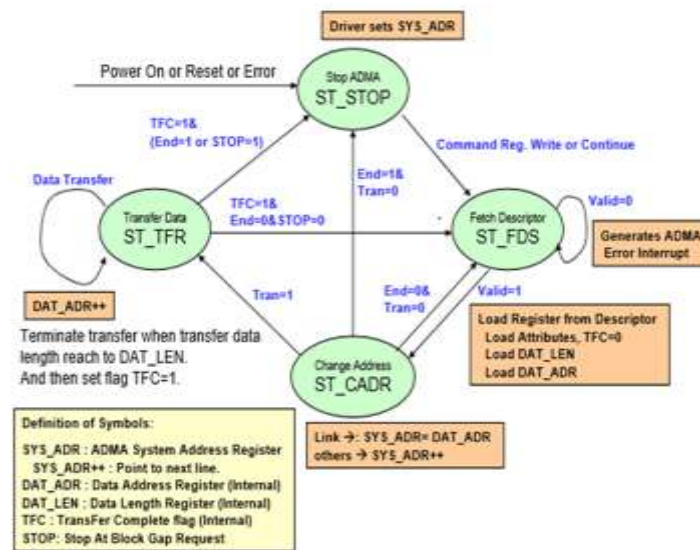 Driver sets SYS_ADR
Power On or Reset or Error
Stop ADMA
ST_STOP
TFC=1&
(End=1 or STOP=1)
Command Reg. Write or Continue
End=1&
Tran=0
Data Transfer
Transfer Data
ST_TFR
TFC=1&
End=0&STOP=0
Fetch Descriptor
ST_FDS
Valid=0
Generates ADMA
Error Interrupt
DAT_ADR++
Tran=1
End=0&
Tran=0
Valid=1
Terminate transfer when transfer data
length reach to DAT_LEN.
And then set flag TFC=1.
Load Register from Descriptor
Load Attributes, TFC=0
Load DAT_LEN
Load DAT_ADR
Change Address
ST_CADR
Link →: SYS_ADR= DAT_ADR
others → SYS_ADR++
Definition of Symbols:
SYS_ADR : ADMA System Address Register
SYS_ADR++ : Point to next line.
DAT_ADR : Data Address Register (Internal)
DAT_LEN : Data Length Register (Internal)
TFC : TransFer Complete flag (Internal)
STOP: Stop At Block Gap Request